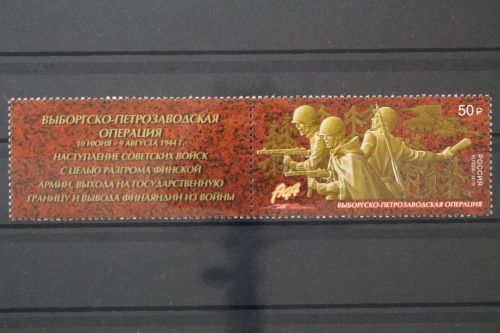 ВЫБОРГСКО-ПЕТРОЗАВОДСКАЯ
ОПЕРАЦИЯ
10 ИЮНЯ - 9 АВГУСТА 1944 Г.
НАСТУПЛЕНИЕ СОВЕТСКИХ ВОЙСК
С ЦЕЛЬЮ РАЗГРОМА ФИНСКОЙ
АРМИИ, ВЫХОДА НА ГОСУДАРСТВЕННУЮ
ГРАНИЦУ И ВЫВОДА ФИНЛЯНДИИ ИЗ ВОЙНЫ
50 ₽
РОССИЯ
1944
ВЫБОРГСКО-ПЕТРОЗАВОДСКАЯ ОПЕРАЦИЯ